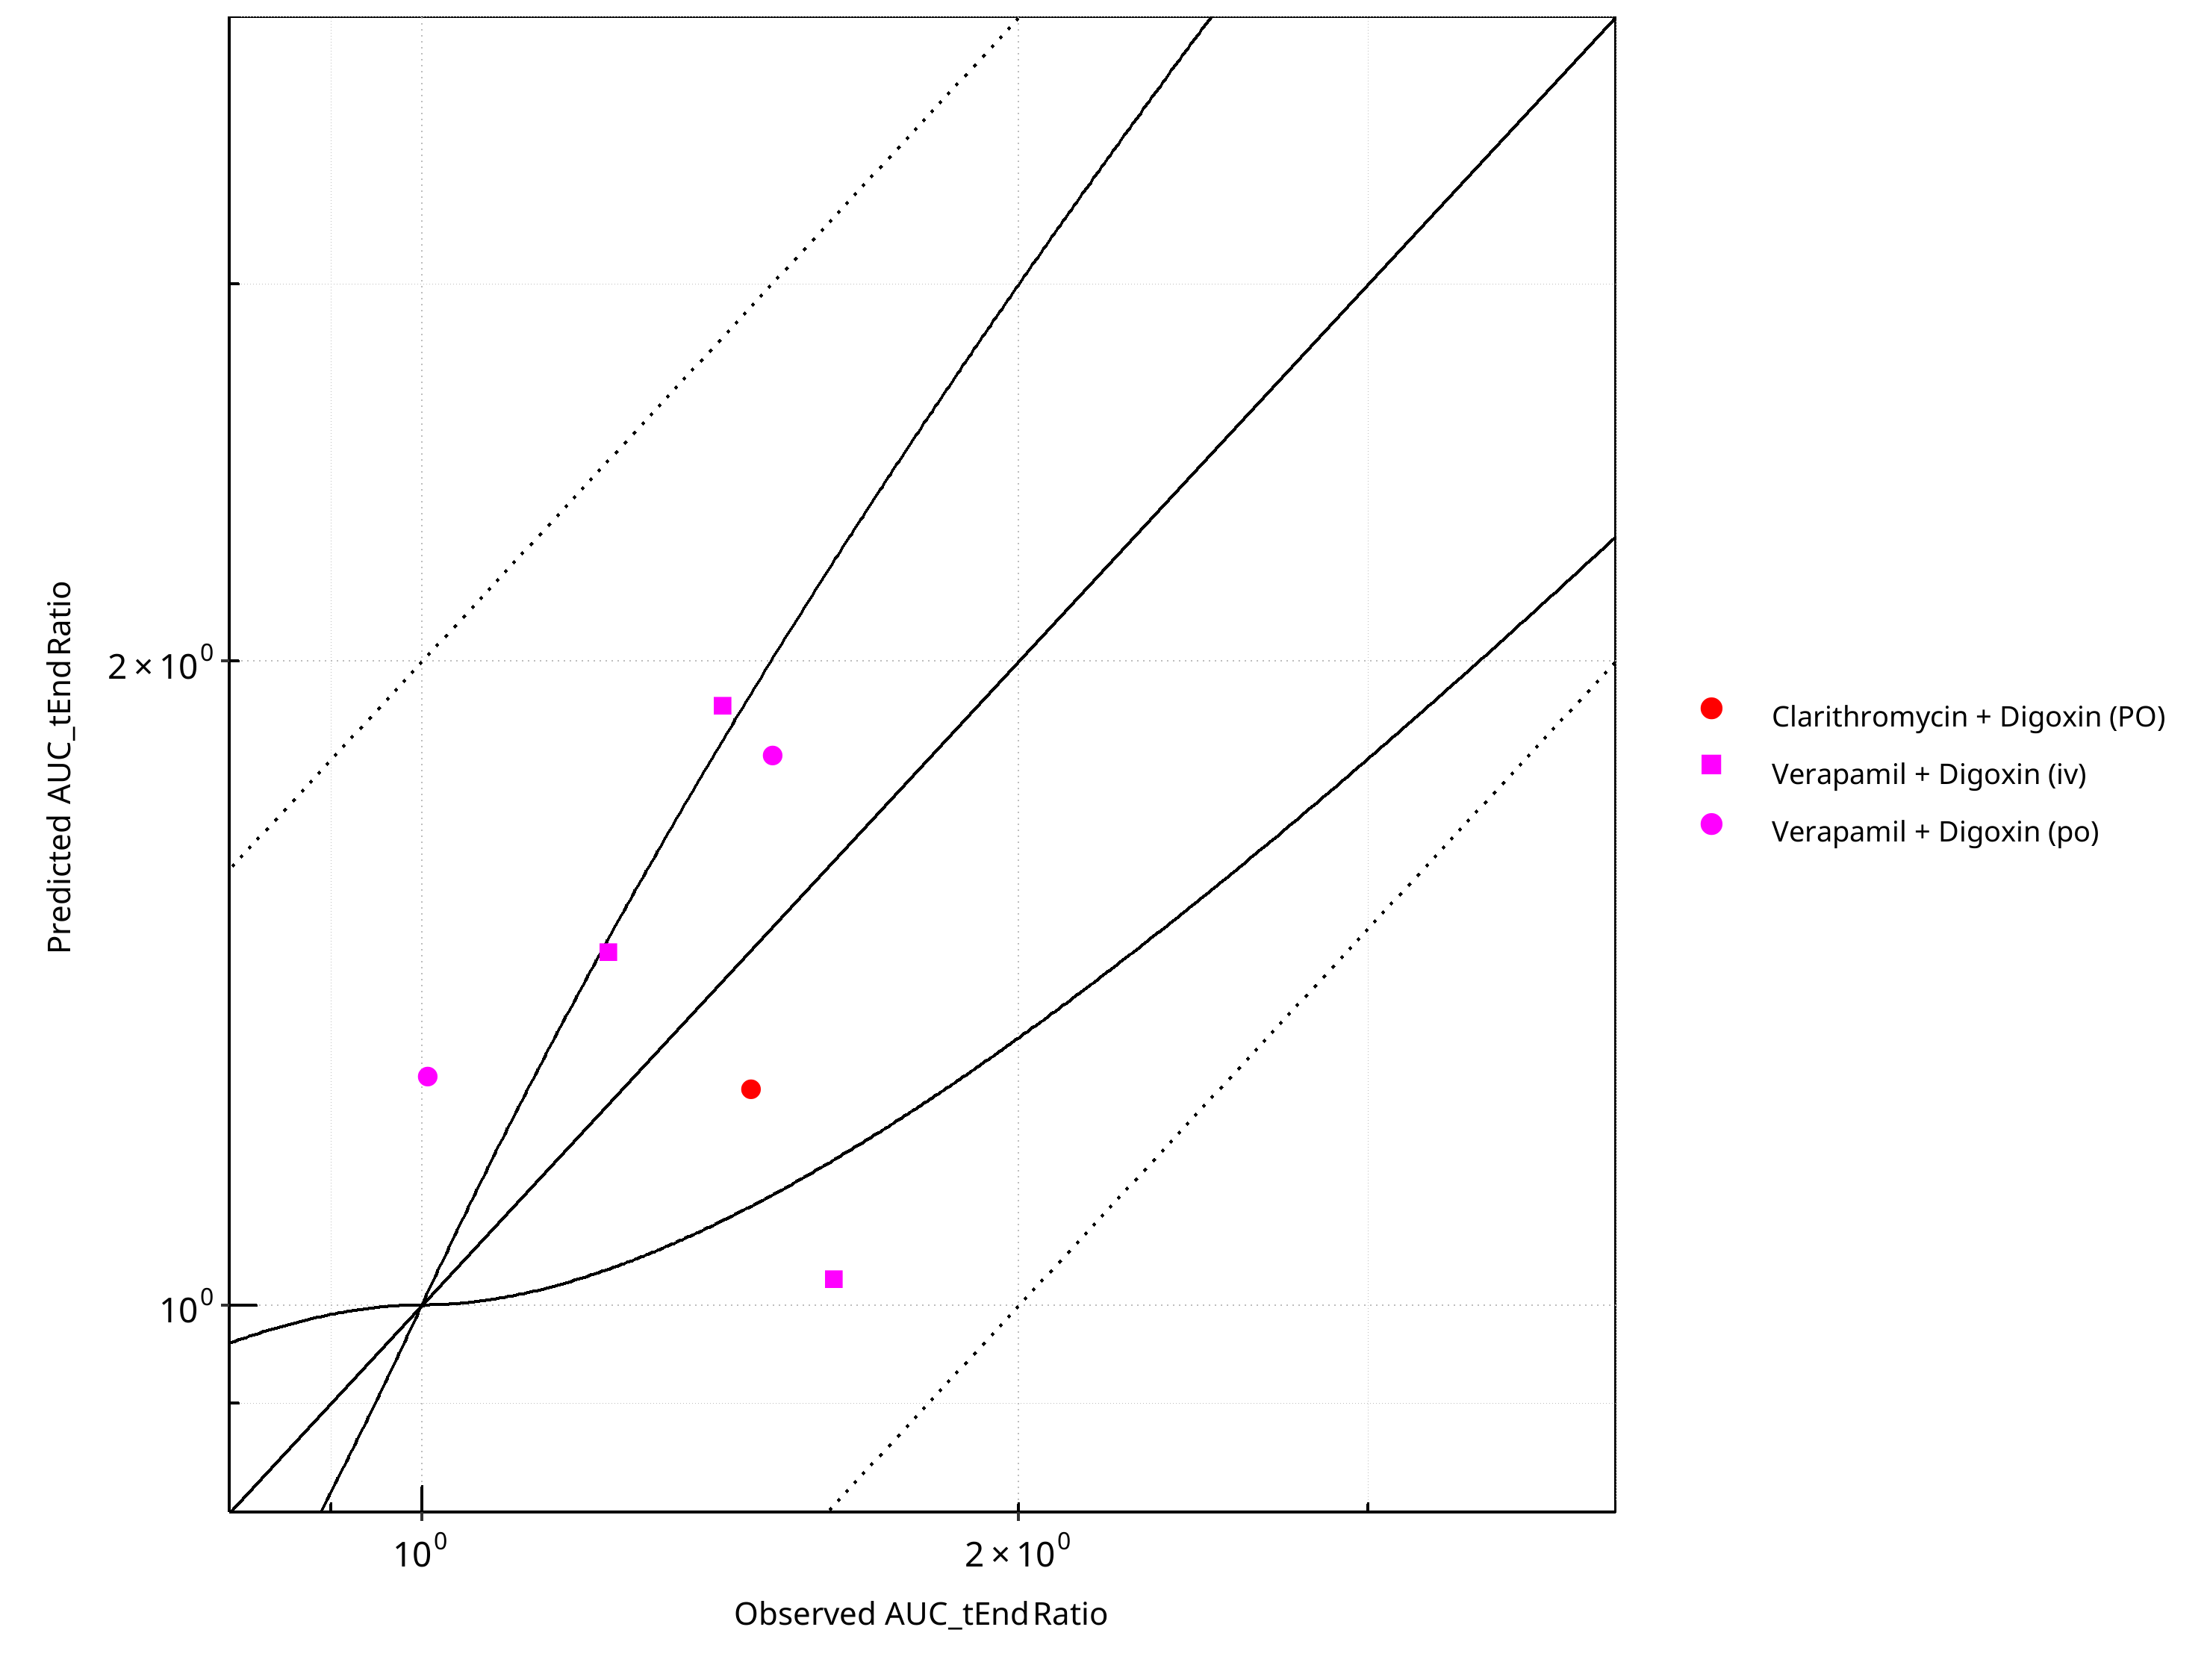 Predicted AUC_tEnd Ratio
2 × 10⁰
10⁰
10⁰
2 × 10⁰
Observed AUC_tEnd Ratio
Clarithromycin + Digoxin (PO)
Verapamil + Digoxin (iv)
Verapamil + Digoxin (po)